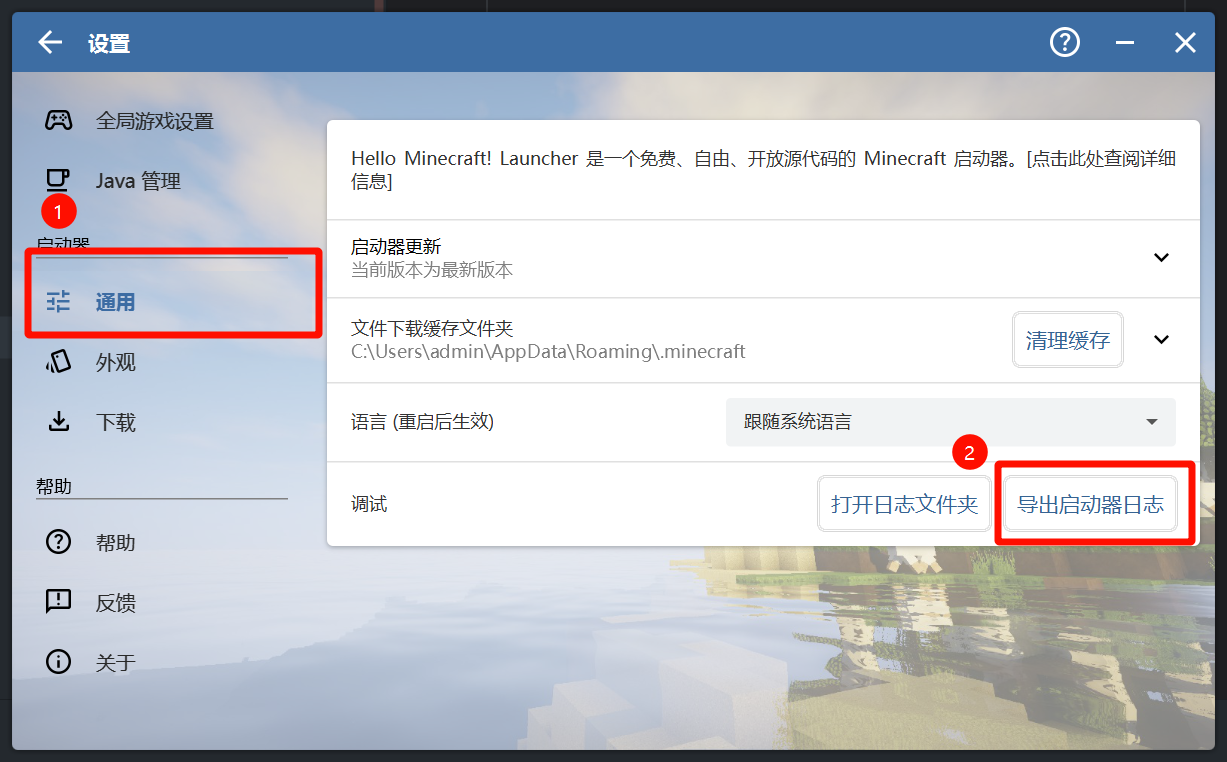 设置
全局游戏设置
Java 管理
1
启动器
通用
外观
下载
帮助
帮助
反馈
关于
Hello Minecraft! Launcher 是一个免费、自由、开放源代码的 Minecraft 启动器。[点击此处查阅详细
信息]
启动器更新
当前版本为最新版本
文件下载缓存文件夹
C:\Users\admin\AppData\Roaming\.minecraft
清理缓存
语言 (重启后生效)
跟随系统语言
2
调试
打开日志文件夹
导出启动器日志